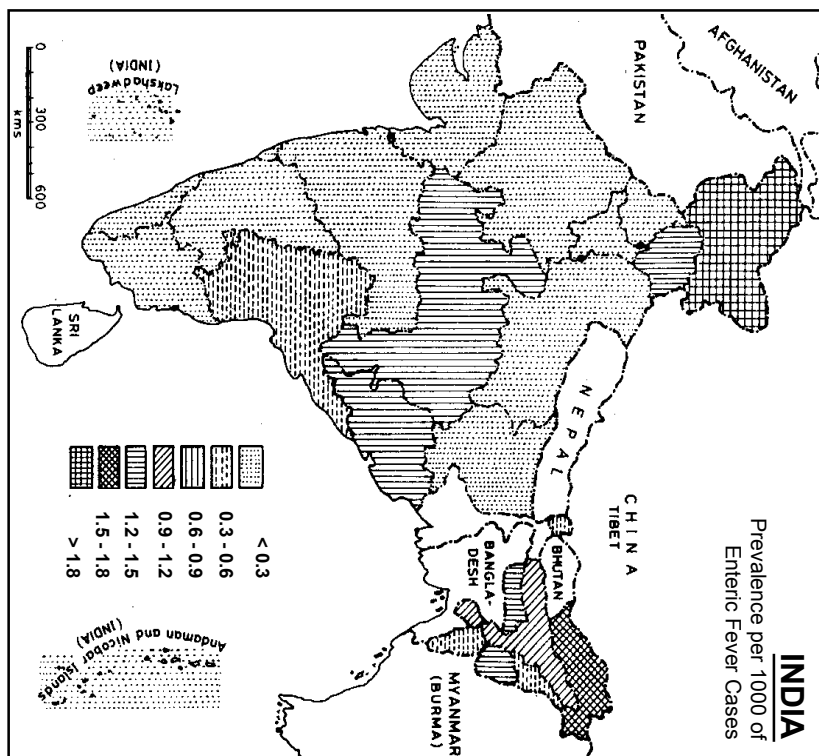 INDIA
Prevalence per 1000 of
Enteric Fever Cases
AFGHANISTAN
PAKISTAN
CHINA
TIBET
NEPAL
BHUTAN
BANGLA-
DESH
MYANMAR
(BURMA)
SRI
LANKA
Lakshadweep
(INDIA)
0 300 600
kms
< 0.3
0.3 - 0.6
0.6 - 0.9
0.9 - 1.2
1.2 - 1.5
1.5 - 1.8
> 1.8
Andaman and Nicobar Islands
(INDIA)